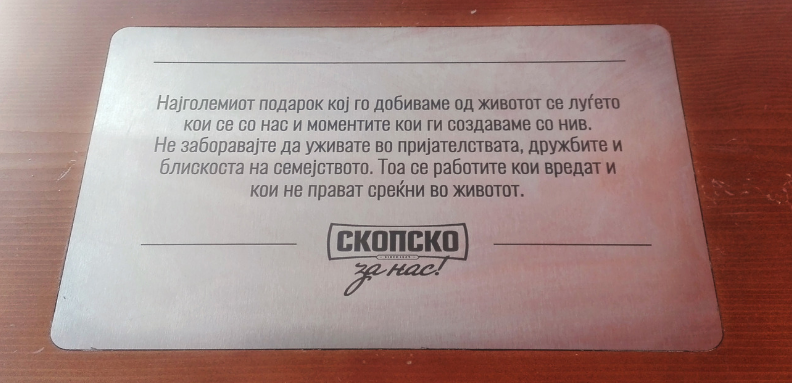 Најголемиот подарок кој го добиваме од животот се луѓето
кои се со нас и моментите кои ги создаваме со нив.
Не заборавајте да уживате во пријателствата, дружбите и
блискоста на семејството. Тоа се работите кои вредат и
кои не прават среќни во животот.
СКОПСКО
за нас!